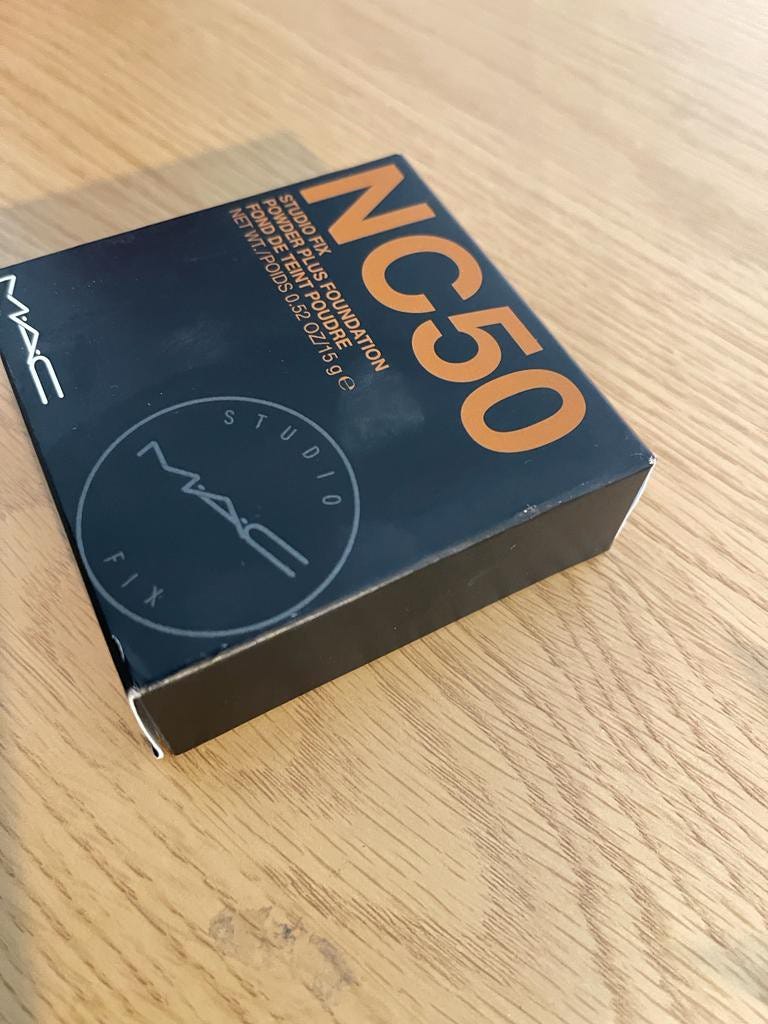 NC50
STUDIO FIX
POWDER PLUS FOUNDATION
FOND DE TEINT POUDRE
NET WT./POIDS 0.52 OZ/15 g ℮
M·A·C
STUDIO
M·A·C
FIX